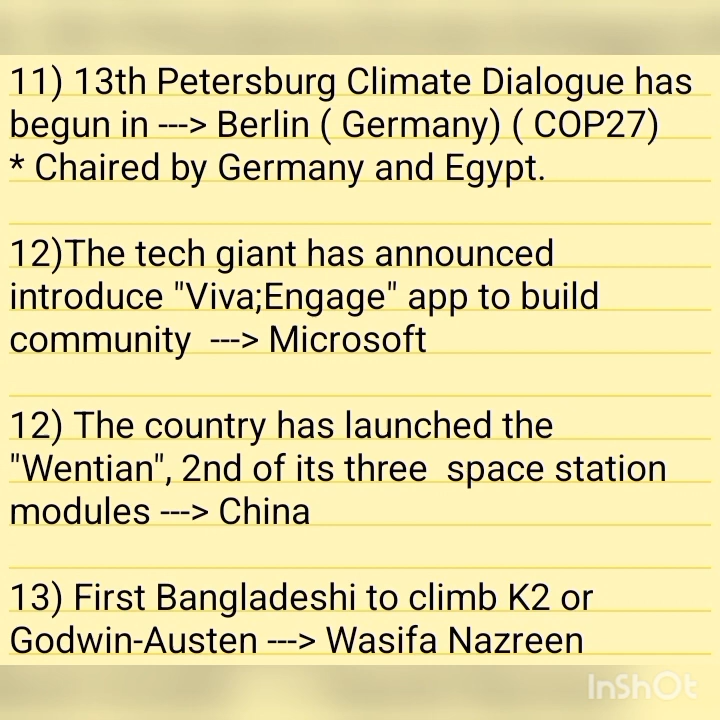 11) 13th Petersburg Climate Dialogue has
begun in ---> Berlin ( Germany) ( COP27)
* Chaired by Germany and Egypt.
12)The tech giant has announced
introduce "Viva;Engage" app to build
community  ---> Microsoft
12) The country has launched the
"Wentian", 2nd of its three  space station
modules ---> China
13) First Bangladeshi to climb K2 or
Godwin-Austen ---> Wasifa Nazreen
InShOt